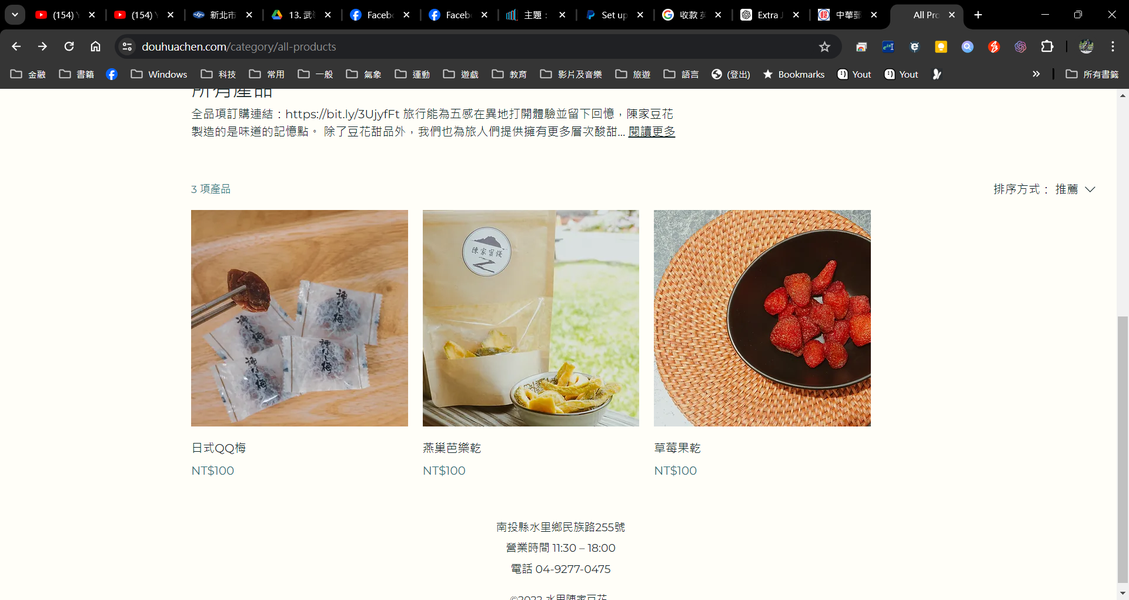 (154) Y
(154) Y
新北市
13. 武
Faceb
Faceb
主題：
Set up
收款 英
Extra J
中華
All Pro
douhuachen.com/category/all-products
金融
書籍
Windows
科技
常用
一般
氣象
運動
遊戲
教育
影片及音樂
旅遊
語言
(登出)
Bookmarks
Yout
Yout
所有書籤
所有產品
全品項訂購連結：https://bit.ly/3UjyfFt 旅行能為五感在異地打開體驗並留下回憶，陳家豆花
製造的是味道的記憶點。 除了豆花甜品外，我們也為旅人們提供擁有更多層次酸甜... 閱讀更多
3 項產品
排序方式： 推薦
日式QQ梅
NT$100
燕巢芭樂乾
NT$100
草莓果乾
NT$100
南投縣水里鄉民族路255號
營業時間 11:30 – 18:00
電話 04-9277-0475
©2022 水里陳家豆花